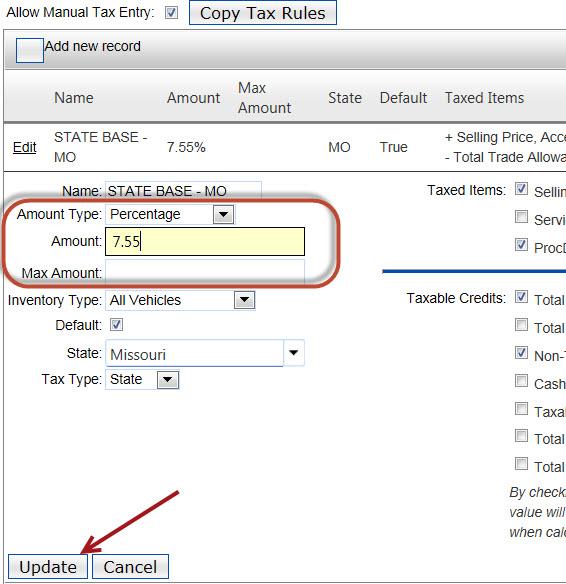 Allow Manual Tax Entry: Copy Tax Rules
Add new record
Name Amount Max Amount State Default Taxed Items
Edit STATE BASE - MO 7.55% MO True + Selling Price, Acce
- Total Trade Allowa
Name: STATE BASE - MO
Amount Type: Percentage
Amount: 7.55
Max Amount:
Inventory Type: All Vehicles
Default:
State: Missouri
Tax Type: State
Taxed Items: Sellin
Servi
ProcD
Taxable Credits: Total
Total
Non-T
Cash
Taxal
Total
Total
By check
value will
when calc
Update Cancel